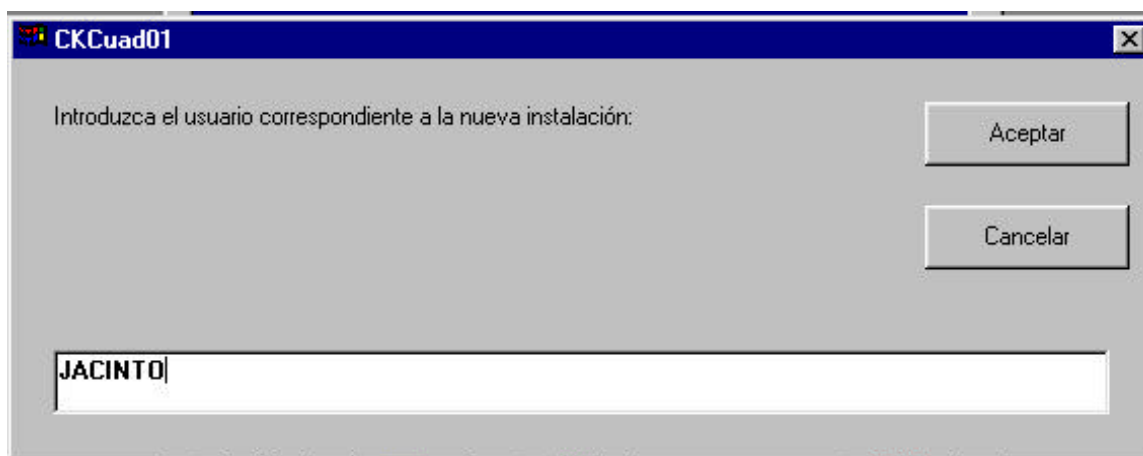 CKCuad01
Introduzca el usuario correspondiente a la nueva instalación:
Aceptar
Cancelar
JACINTO